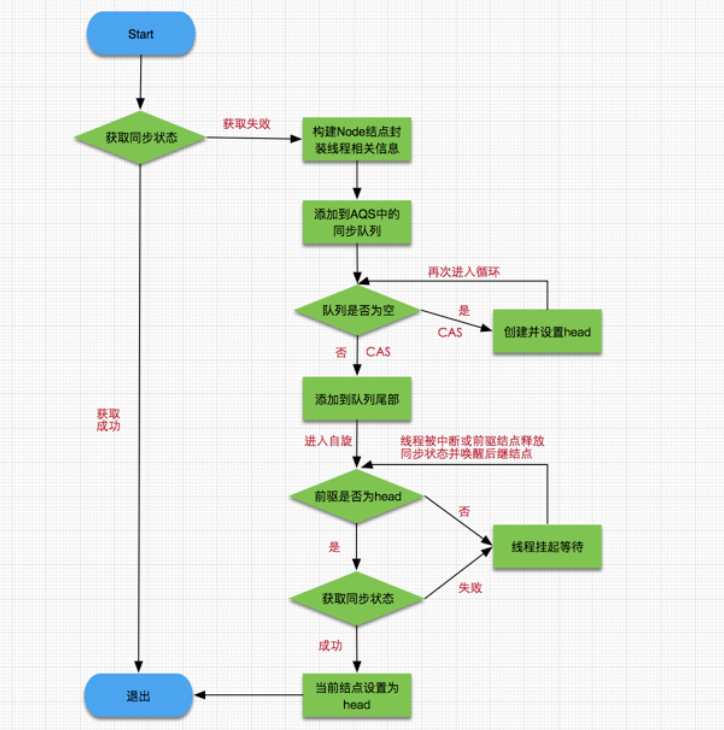 Start
获取同步状态
获取失败
构建Node结点封
装线程相关信息
添加到AQS中的
同步队列
再次进入循环
队列是否为空
是
CAS
创建并设置head
否
CAS
添加到队列尾部
获取
成功
进入自旋
线程被中断或前驱结点释放
同步状态并唤醒后继结点
前驱是否为head
否
线程挂起等待
是
获取同步状态
失败
成功
当前结点设置为
head
退出